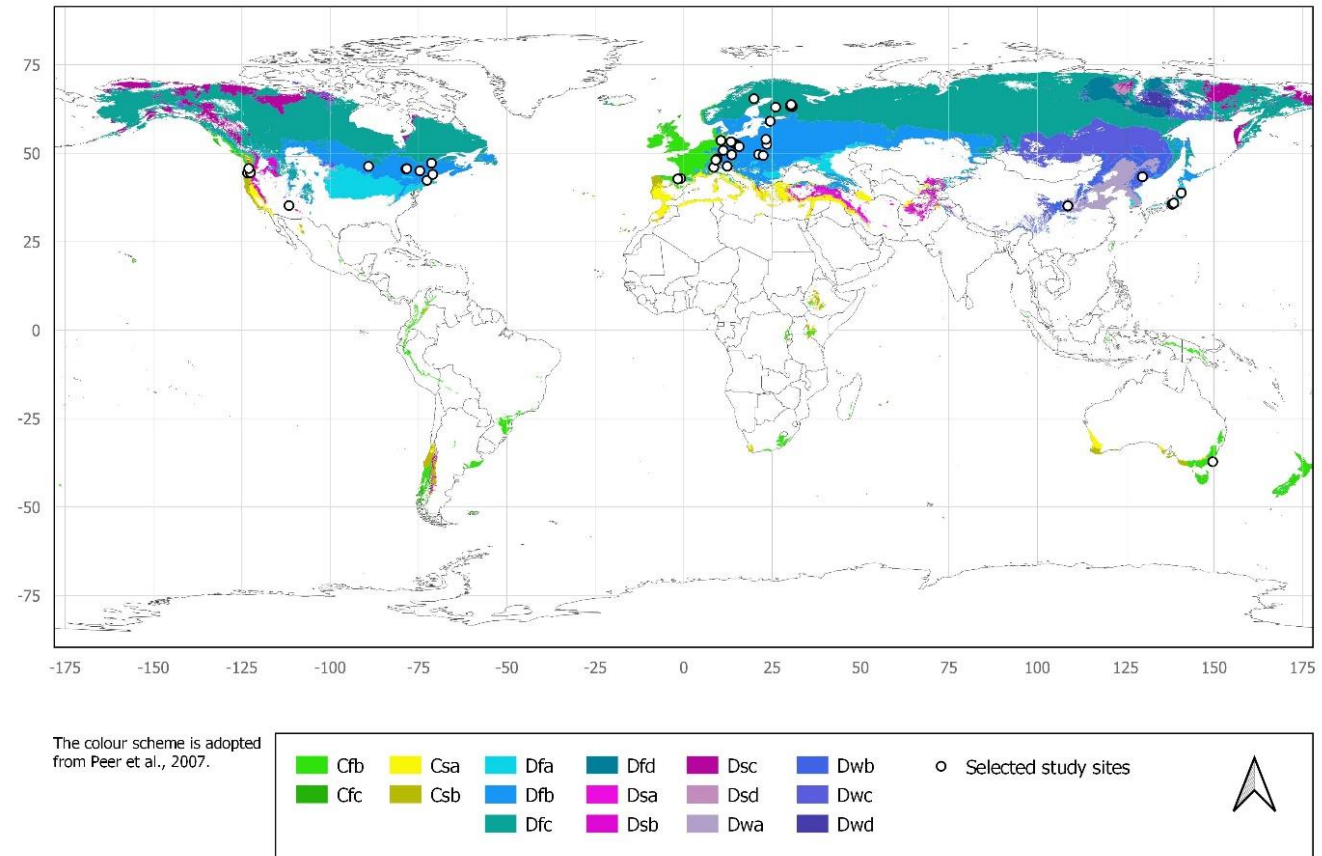 75
50
25
0
-25
-50
-75
-175 -150 -125 -100 -75 -50 -25 0 25 50 75 100 125 150 175
The colour scheme is adopted
from Peer et al., 2007.
Cfb Csa Dfa Dfd Dsc Dwb Selected study sites
Cfc Csb Dfb Dsa Dsd Dwc
Dfc Dsb Dwa Dwd